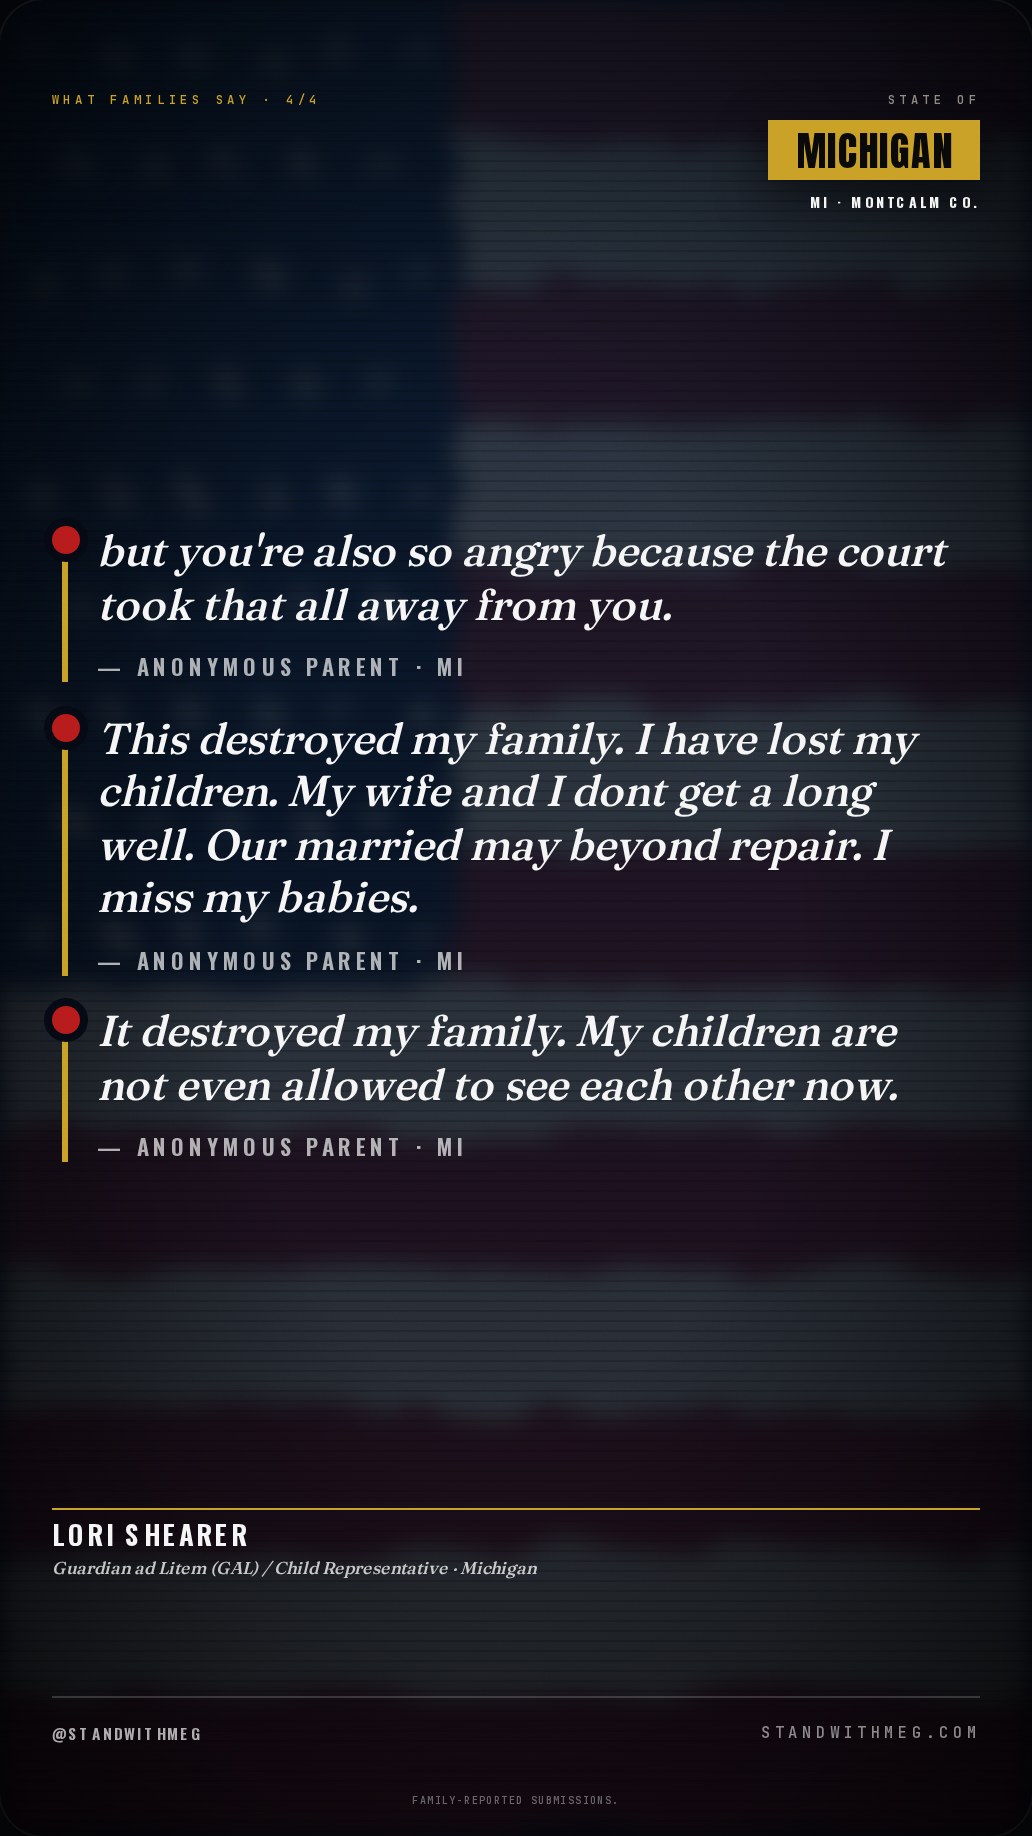 WHAT FAMILIES SAY · 4/4
STATE OF
MICHIGAN
MI · MONTCALM CO.
but you're also so angry because the court
took that all away from you.
— ANONYMOUS PARENT · MI
This destroyed my family. I have lost my
children. My wife and I dont get a long
well. Our married may beyond repair. I
miss my babies.
— ANONYMOUS PARENT · MI
It destroyed my family. My children are
not even allowed to see each other now.
— ANONYMOUS PARENT · MI
LORI SHEARER
Guardian ad Litem (GAL) / Child Representative · Michigan
@STANDWITHMEG
STANDWITHMEG.COM
FAMILY-REPORTED SUBMISSIONS.